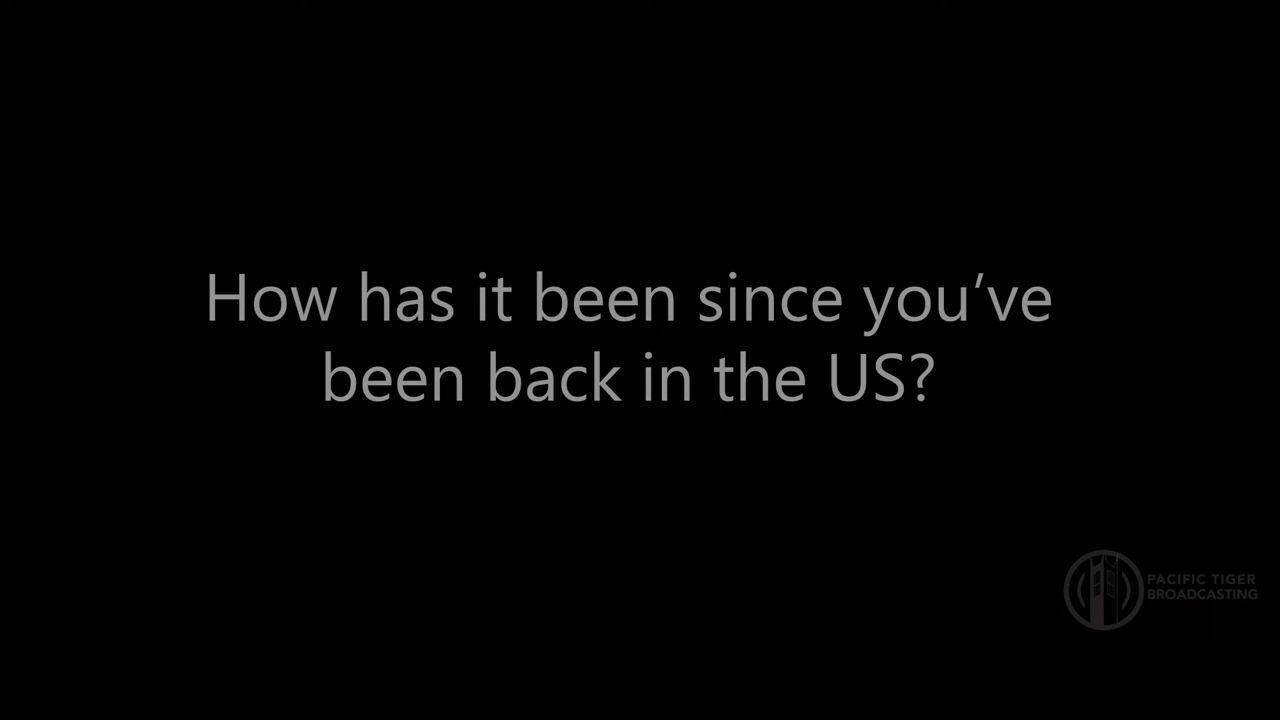 How has it been since you’ve
been back in the US?
PACIFIC TIGER
BROADCASTING